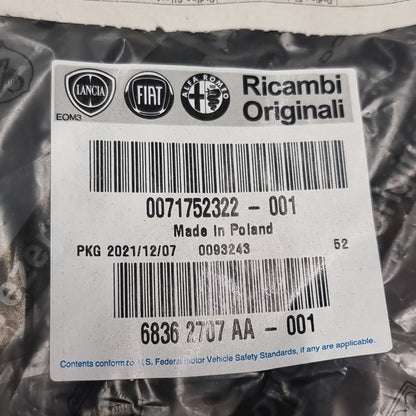 LANCIA
FIAT
ALFA ROMEO
Ricambi
Originali
EOM3
0071752322 - 001
Made in Poland
PKG 2021/12/07 0093243 52
6836 2707 AA - 001
Contents conform to U.S. Federal Motor Vehicle Safety Standards, if any are applicable.